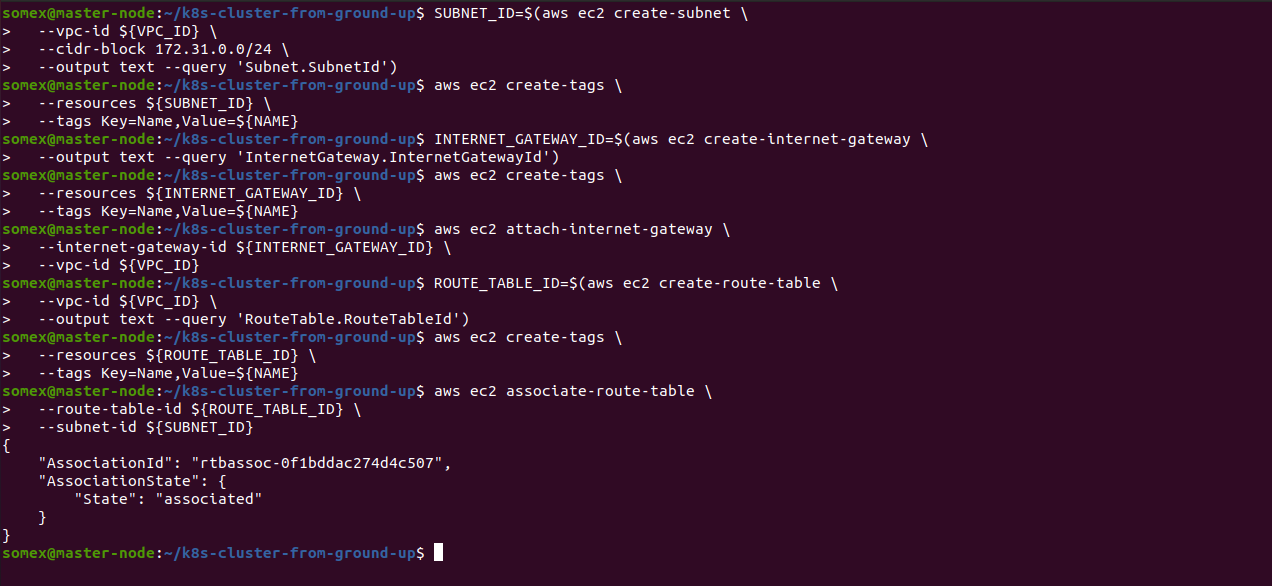 somex@master-node:~/k8s-cluster-from-ground-up$ SUBNET_ID=$(aws ec2 create-subnet \
>   --vpc-id ${VPC_ID} \
>   --cidr-block 172.31.0.0/24 \
>   --output text --query 'Subnet.SubnetId')
somex@master-node:~/k8s-cluster-from-ground-up$ aws ec2 create-tags \
>   --resources ${SUBNET_ID} \
>   --tags Key=Name,Value=${NAME}
somex@master-node:~/k8s-cluster-from-ground-up$ INTERNET_GATEWAY_ID=$(aws ec2 create-internet-gateway \
>   --output text --query 'InternetGateway.InternetGatewayId')
somex@master-node:~/k8s-cluster-from-ground-up$ aws ec2 create-tags \
>   --resources ${INTERNET_GATEWAY_ID} \
>   --tags Key=Name,Value=${NAME}
somex@master-node:~/k8s-cluster-from-ground-up$ aws ec2 attach-internet-gateway \
>   --internet-gateway-id ${INTERNET_GATEWAY_ID} \
>   --vpc-id ${VPC_ID}
somex@master-node:~/k8s-cluster-from-ground-up$ ROUTE_TABLE_ID=$(aws ec2 create-route-table \
>   --vpc-id ${VPC_ID} \
>   --output text --query 'RouteTable.RouteTableId')
somex@master-node:~/k8s-cluster-from-ground-up$ aws ec2 create-tags \
>   --resources ${ROUTE_TABLE_ID} \
>   --tags Key=Name,Value=${NAME}
somex@master-node:~/k8s-cluster-from-ground-up$ aws ec2 associate-route-table \
>   --route-table-id ${ROUTE_TABLE_ID} \
>   --subnet-id ${SUBNET_ID}
{
    "AssociationId": "rtbassoc-0f1bddac274d4c507",
    "AssociationState": {
        "State": "associated"
    }
}
somex@master-node:~/k8s-cluster-from-ground-up$